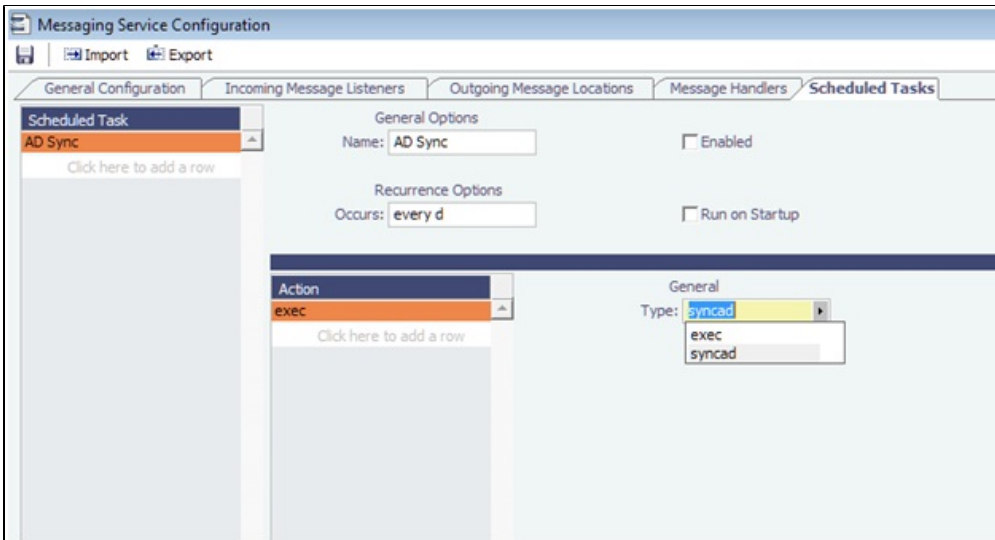 Messaging Service Configuration
Import Export
General Configuration Incoming Message Listeners Outgoing Message Locations Message Handlers Scheduled Tasks
Scheduled Task
AD Sync
Click here to add a row
General Options
Name: AD Sync
Enabled
Recurrence Options
Occurs: every d
Run on Startup
Action
exec
Click here to add a row
General
Type: syncad
exec
syncad